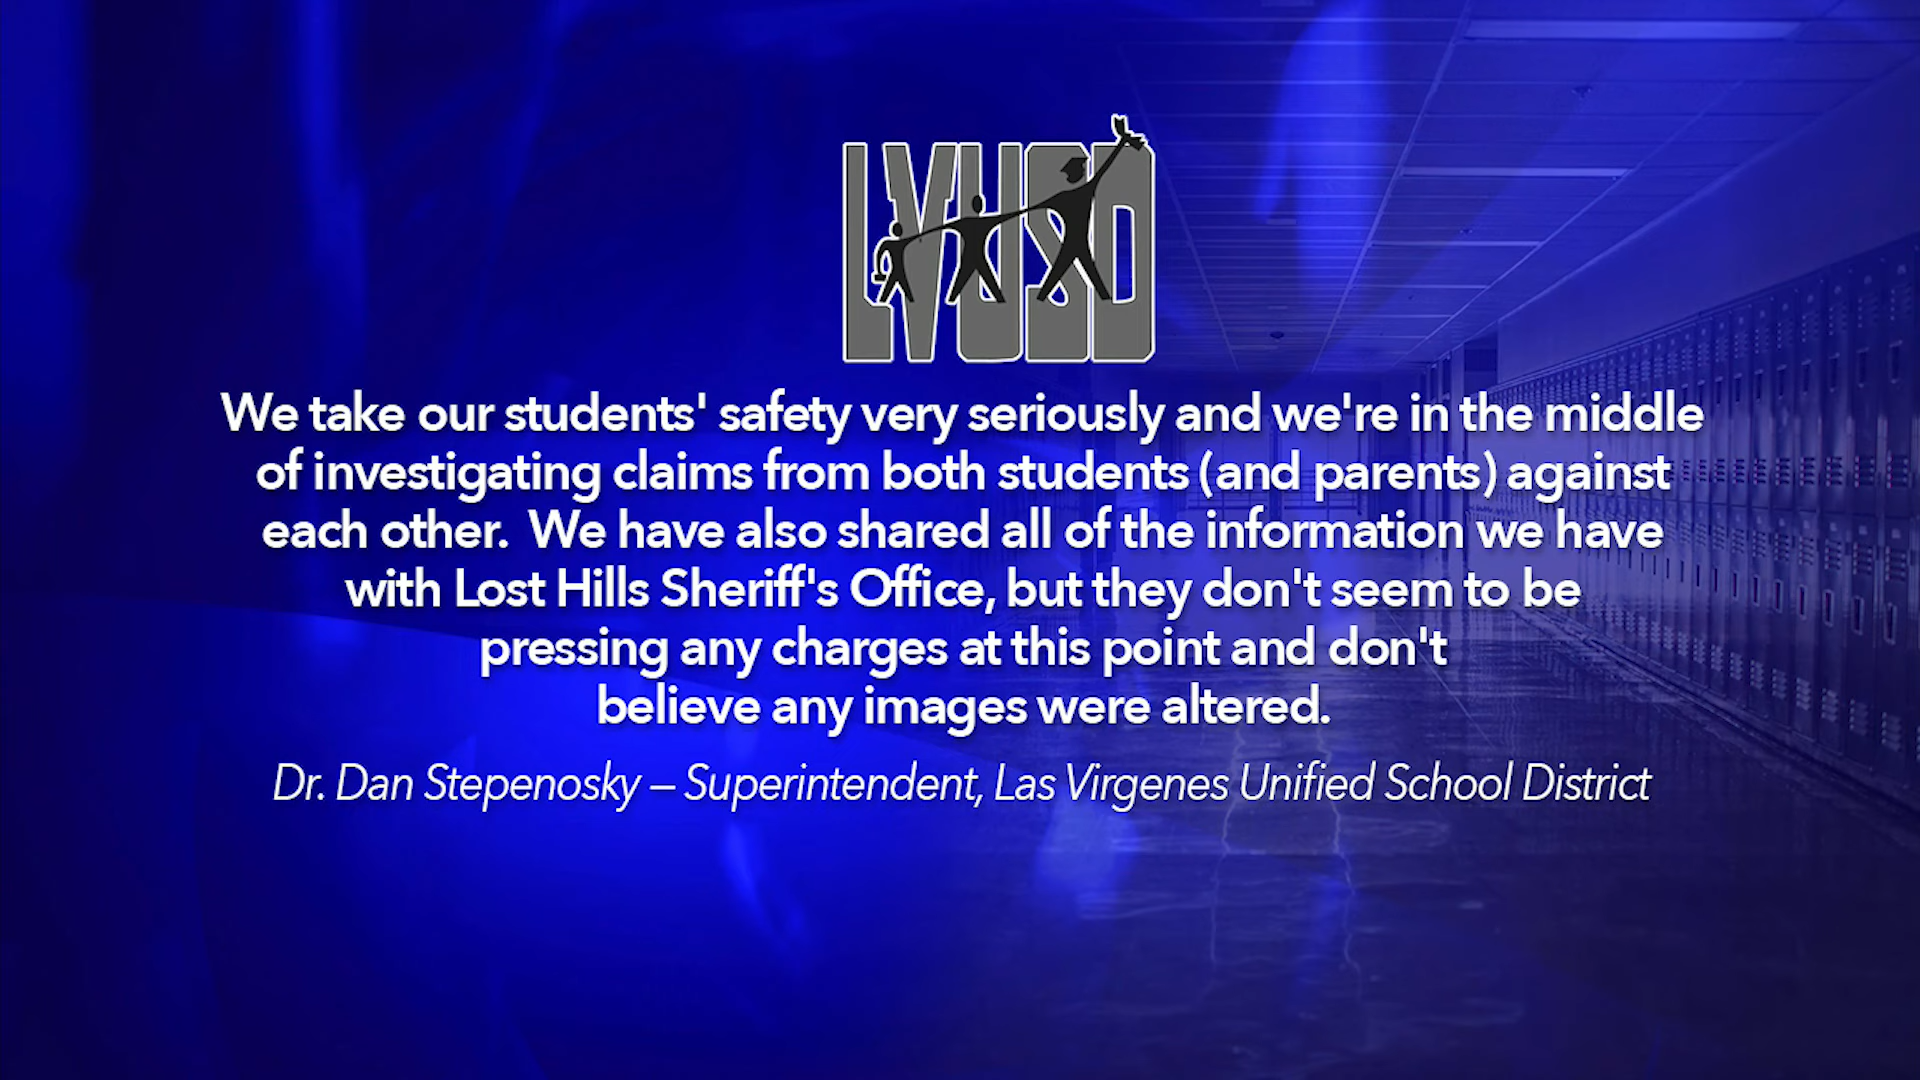 LVUSD
We take our students' safety very seriously and we're in the middle
of investigating claims from both students (and parents) against
each other.  We have also shared all of the information we have
with Lost Hills Sheriff's Office, but they don't seem to be
pressing any charges at this point and don't
believe any images were altered.
Dr. Dan Stepenosky – Superintendent, Las Virgenes Unified School District